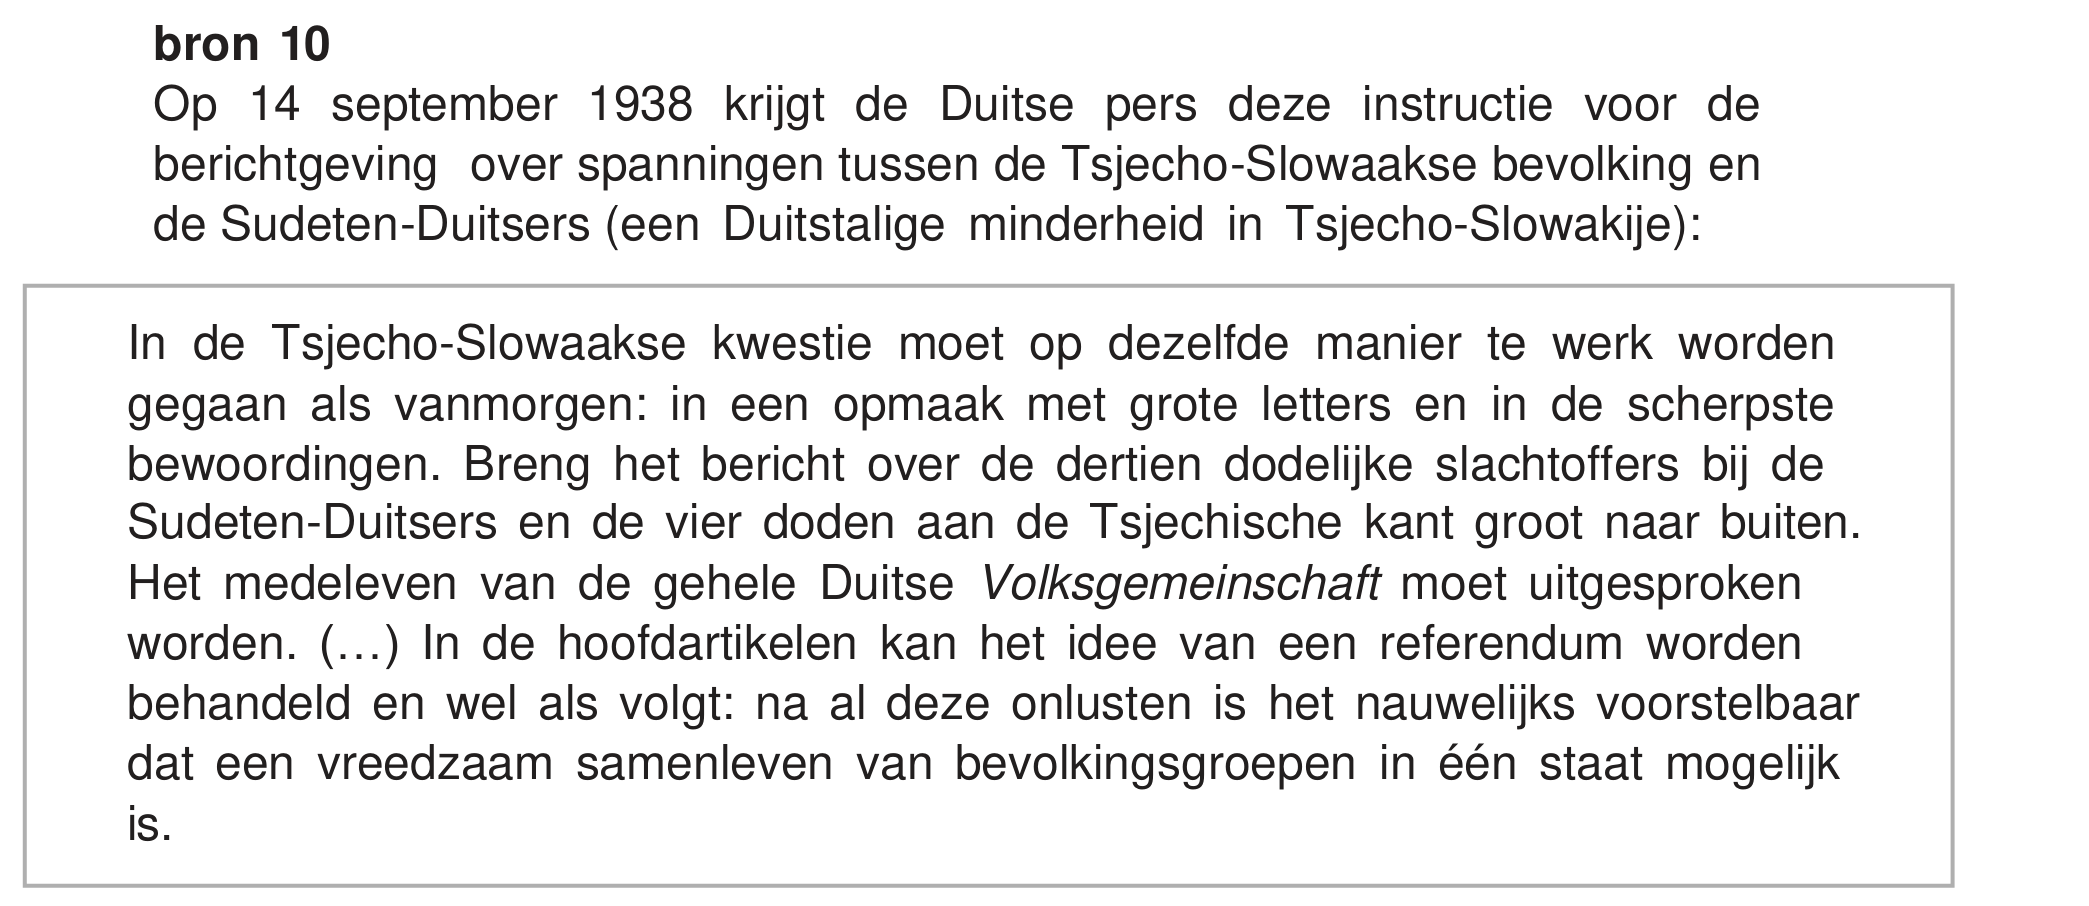 bron 10
Op 14 september 1938 krijgt de Duitse pers deze instructie voor de
berichtgeving over spanningen tussen de Tsjecho-Slowaakse bevolking en
de Sudeten-Duitsers (een Duitstalige minderheid in Tsjecho-Slowakije):
In de Tsjecho-Slowaakse kwestie moet op dezelfde manier te werk worden
gegaan als vanmorgen: in een opmaak met grote letters en in de scherpste
bewoordingen. Breng het bericht over de dertien dodelijke slachtoffers bij de
Sudeten-Duitsers en de vier doden aan de Tsjechische kant groot naar buiten.
Het medeleven van de gehele Duitse Volksgemeinschaft moet uitgesproken
worden. (…) In de hoofdartikelen kan het idee van een referendum worden
behandeld en wel als volgt: na al deze onlusten is het nauwelijks voorstelbaar
dat een vreedzaam samenleven van bevolkingsgroepen in één staat mogelijk
is.